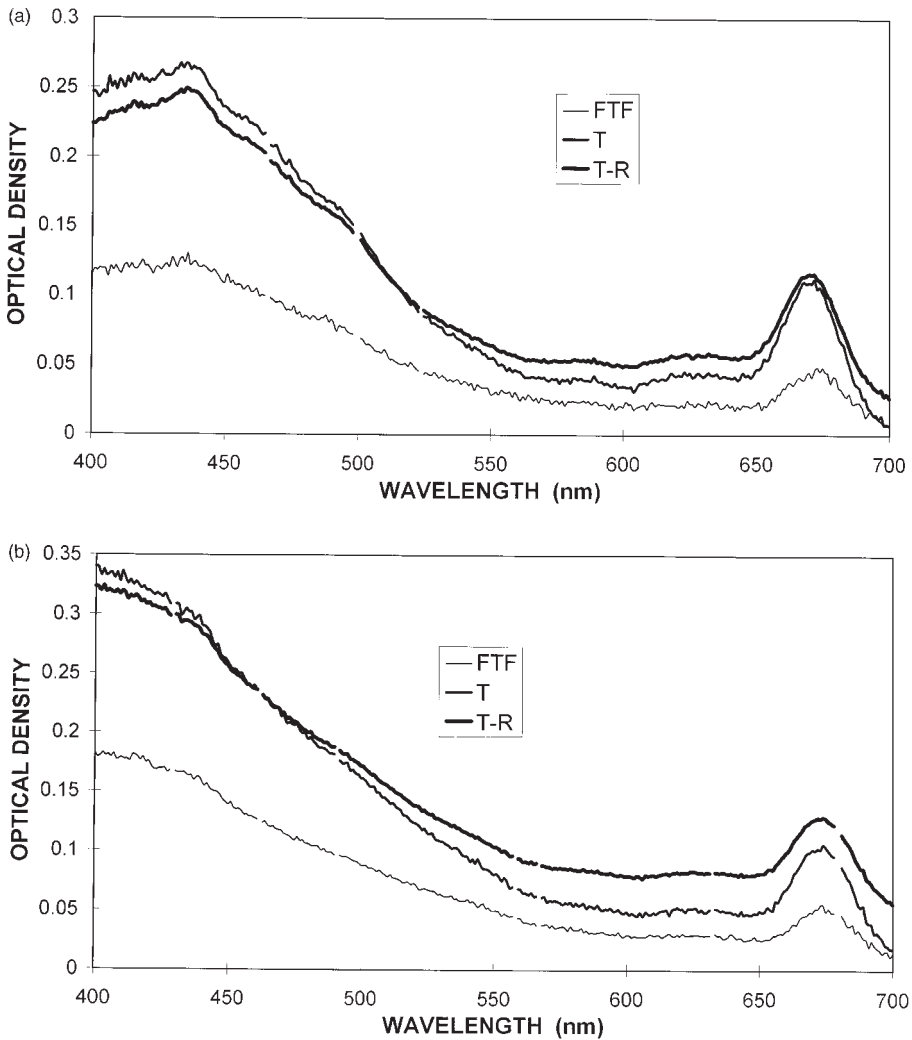 (a)
0.3
0.25
0.2
0.15
0.1
0.05
0
OPTICAL DENSITY
FTF
T
T-R
400 450 500 550 600 650 700
WAVELENGTH (nm)
(b)
0.35
0.3
0.25
0.2
0.15
0.1
0.05
0
OPTICAL DENSITY
FTF
T
T-R
400 450 500 550 600 650 700
WAVELENGTH (nm)